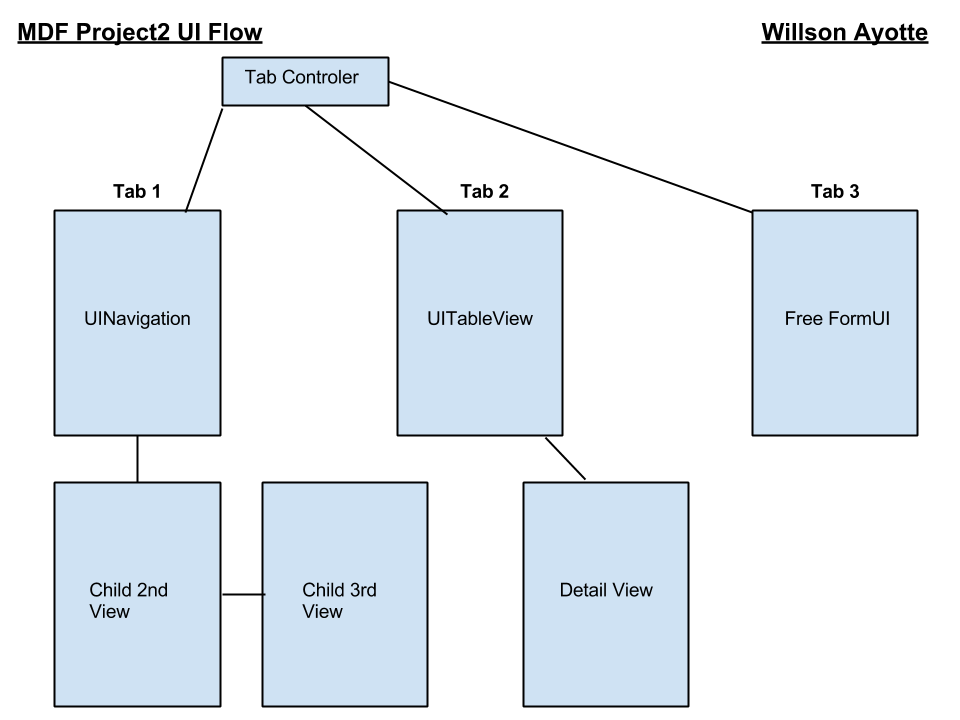 MDF Project2 UI Flow
Willson Ayotte
Tab Controler
Tab 1
Tab 2
Tab 3
UINavigation
UITableView
Free FormUI
Child 2nd
View
Child 3rd
View
Detail View